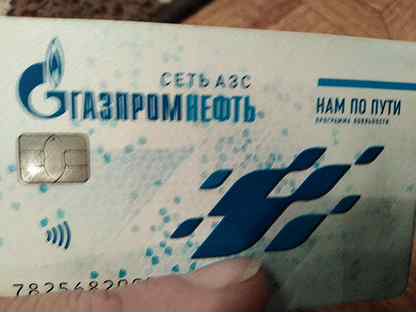 СЕТЬ АЗС
ГАЗПРОМНЕФТЬ
НАМ ПО ПУТИ
ПРОГРАММА ЛОЯЛЬНОСТИ